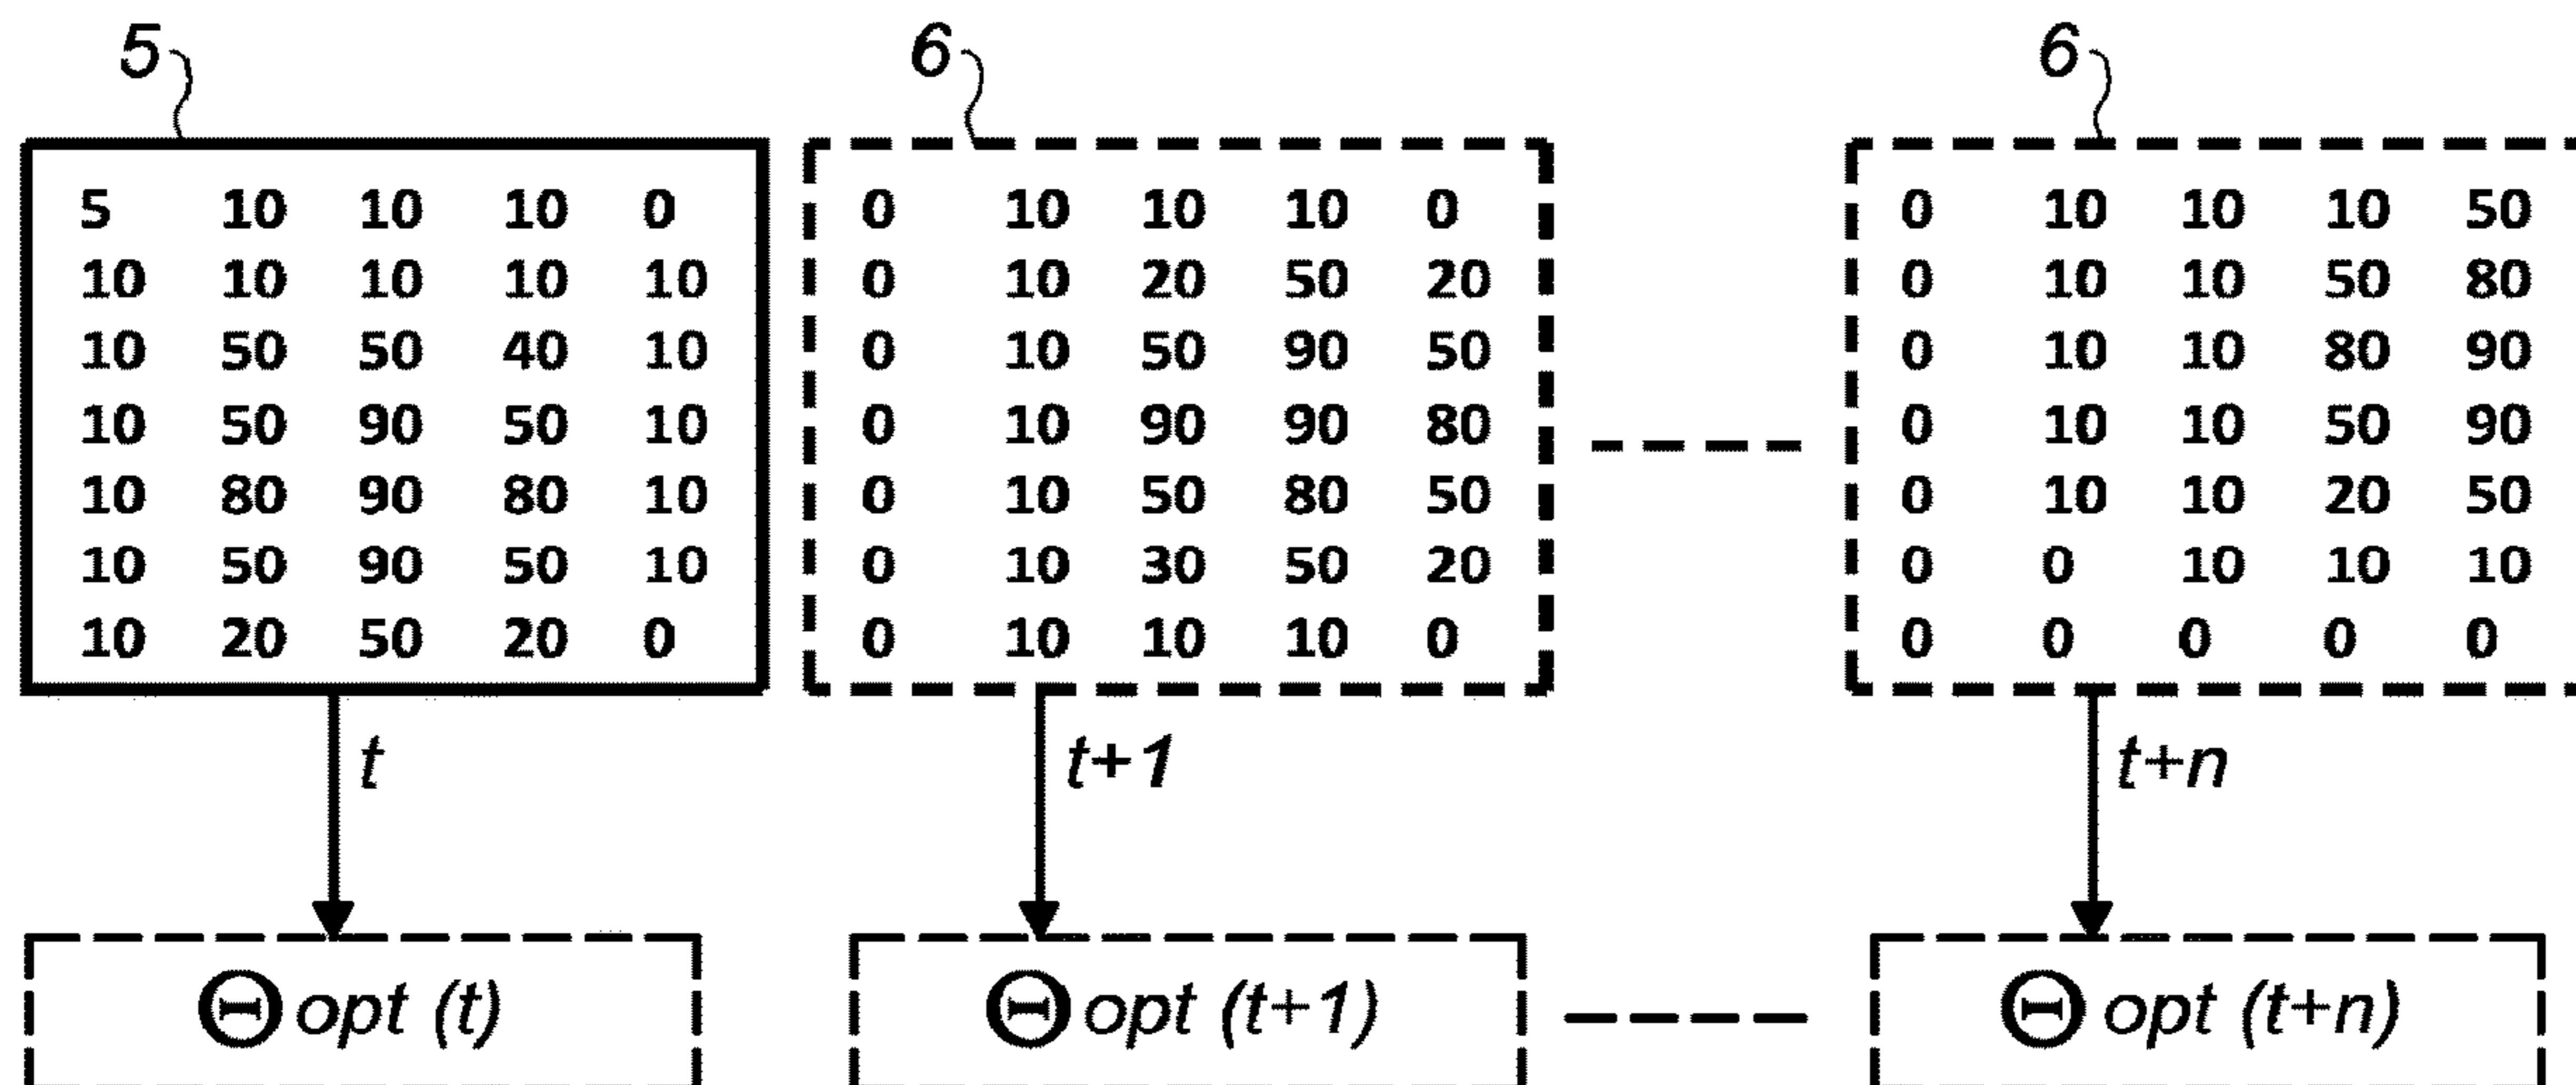 5 6 6
5 10 10 10 0 0 10 10 10 0 0 10 10 10 50
10 10 10 10 10 0 10 20 50 20 0 10 10 50 80
10 50 50 40 10 0 10 50 90 50 0 10 10 80 90
10 50 90 50 10 0 10 90 90 80 0 10 10 50 90
10 80 90 80 10 0 10 50 80 50 0 10 10 20 50
10 50 90 50 10 0 10 30 50 20 0 0 10 10 10
10 20 50 20 0 0 10 10 10 0 0 0 0 0 0
t t+1 t+n
Θ opt (t) Θ opt (t+1) Θ opt (t+n)